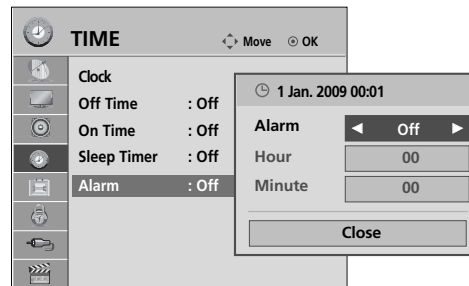 TIME Move OK
Clock
Off Time : Off
On Time : Off
Sleep Timer : Off
Alarm : Off
1 Jan. 2009 00:01
Alarm ◀ Off ▶
Hour 00
Minute 00
Close